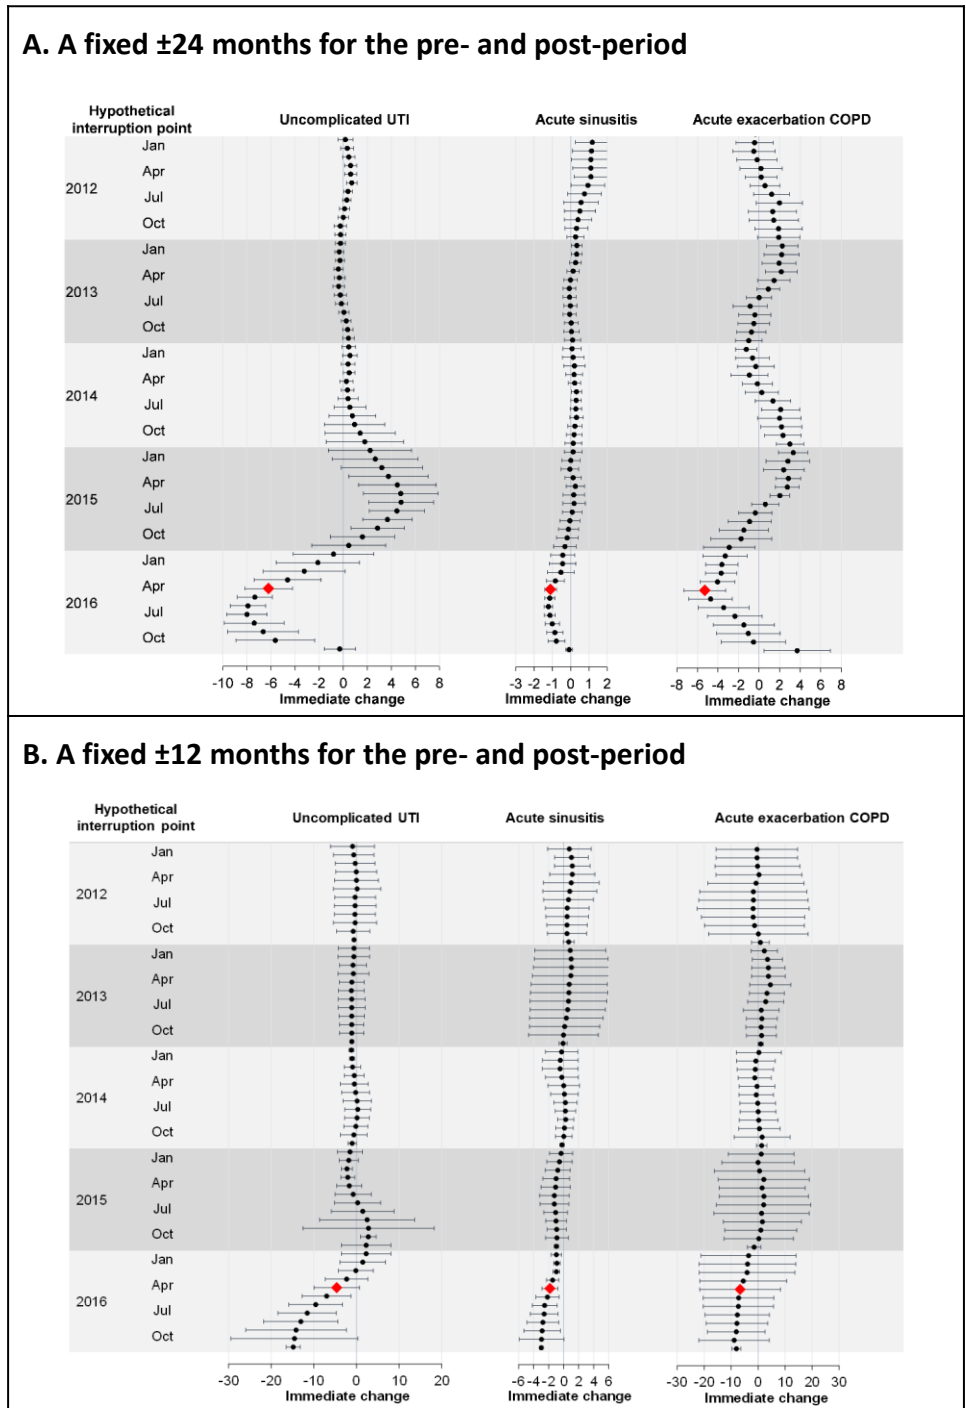 A. A fixed ±24 months for the pre- and post-period
Hypothetical
interruption point
Uncomplicated UTI
Acute sinusitis
Acute exacerbation COPD
2012
Jan
Apr
Jul
Oct
2013
Jan
Apr
Jul
Oct
2014
Jan
Apr
Jul
Oct
2015
Jan
Apr
Jul
Oct
2016
Jan
Apr
Jul
Oct
-10 -8 -6 -4 -2 0 2 4 6 8
Immediate change
-3 -2 -1 0 1 2
Immediate change
-8 -6 -4 -2 0 2 4 6 8
Immediate change
B. A fixed ±12 months for the pre- and post-period
Hypothetical
interruption point
Uncomplicated UTI
Acute sinusitis
Acute exacerbation COPD
2012
Jan
Apr
Jul
Oct
2013
Jan
Apr
Jul
Oct
2014
Jan
Apr
Jul
Oct
2015
Jan
Apr
Jul
Oct
2016
Jan
Apr
Jul
Oct
-30 -20 -10 0 10 20
Immediate change
-6 -4 -2 0 2 4 6
Immediate change
-30 -20 -10 0 10 20 30
Immediate change